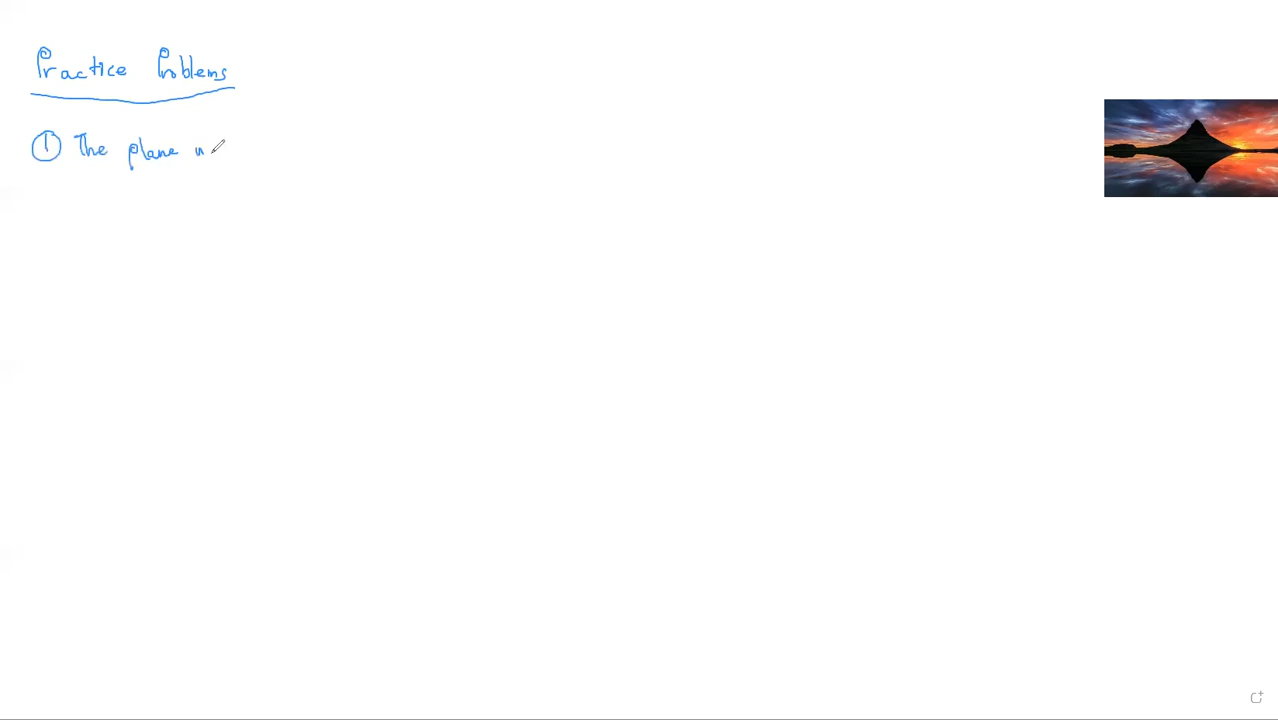 Practice Problems
① The plane